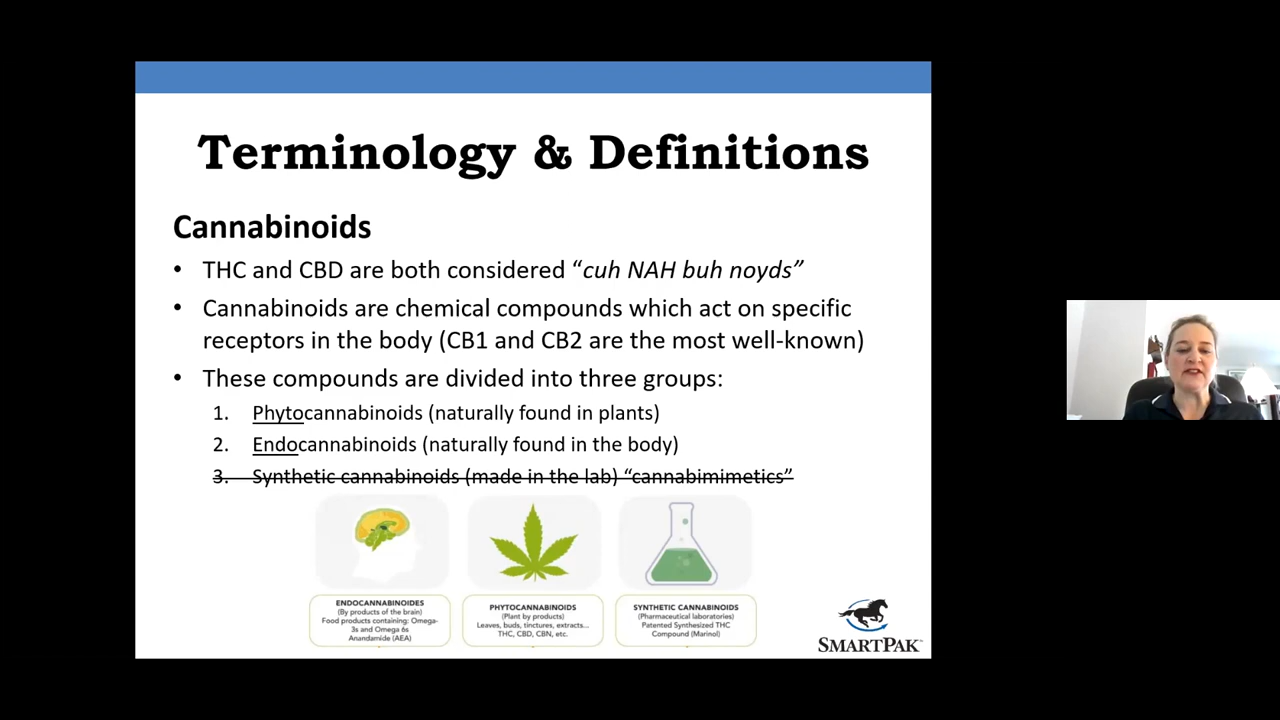 Terminology & Definitions
Cannabinoids
• THC and CBD are both considered “cuh NAH buh noyds”
• Cannabinoids are chemical compounds which act on specific
receptors in the body (CB1 and CB2 are the most well-known)
• These compounds are divided into three groups:
1. Phytocannabinoids (naturally found in plants)
2. Endocannabinoids (naturally found in the body)
3. Synthetic cannabinoids (made in the lab) “cannabimimetics”
ENDOCANNABINOIDES
(By products of the brain)
Food products containing: Omega-
3s and Omega 6s
Anandamide (AEA)
PHYTOCANNABINOIDS
(Plant by products)
Leaves, buds, tinctures, extracts...
THC, CBD, CBN, etc.
SYNTHETIC CANNABINOIDS
(Pharmaceutical laboratories)
Patented Synthesized THC
Compound (Marinol)
SMARTPAK